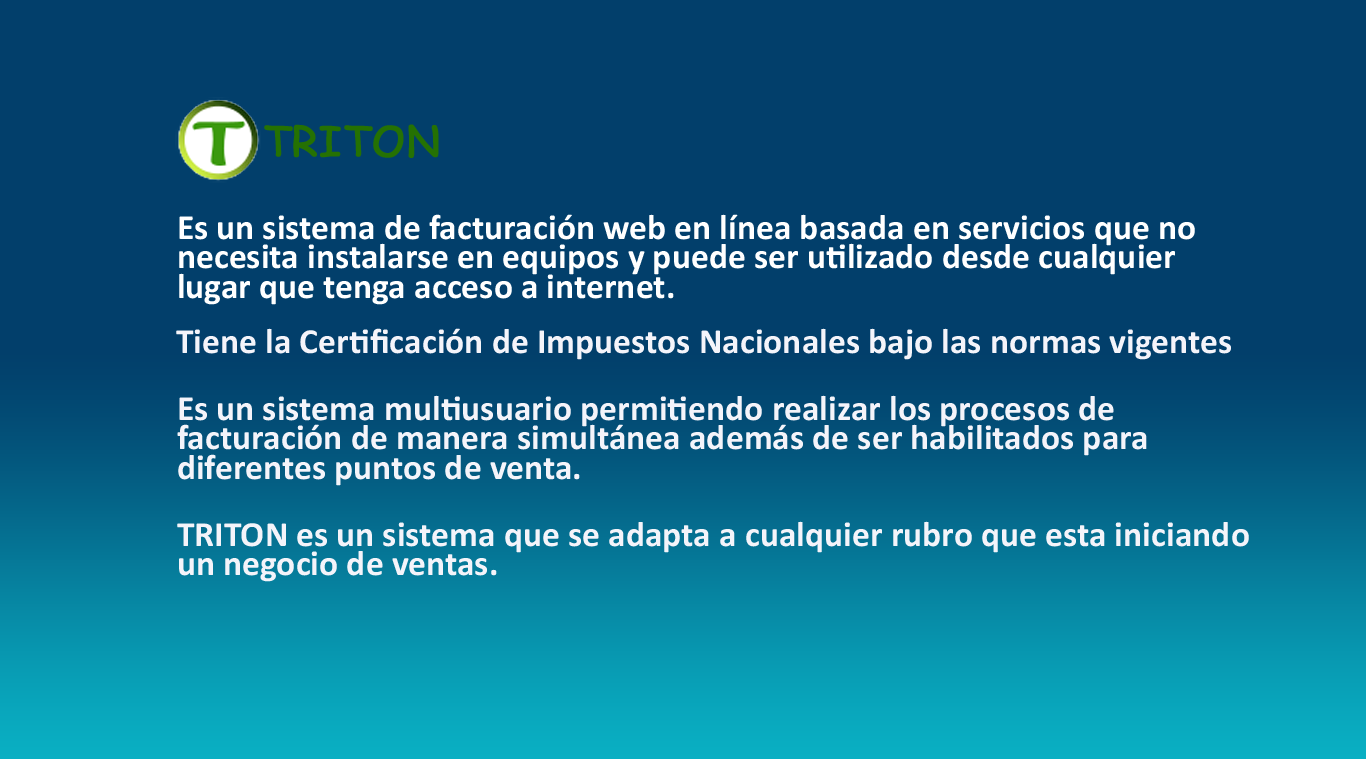 T TRITON
Es un sistema de facturación web en línea basada en servicios que no
necesita instalarse en equipos y puede ser utilizado desde cualquier
lugar que tenga acceso a internet.
Tiene la Certificación de Impuestos Nacionales bajo las normas vigentes
Es un sistema multiusuario permitiendo realizar los procesos de
facturación de manera simultánea además de ser habilitados para
diferentes puntos de venta.
TRITON es un sistema que se adapta a cualquier rubro que esta iniciando
un negocio de ventas.